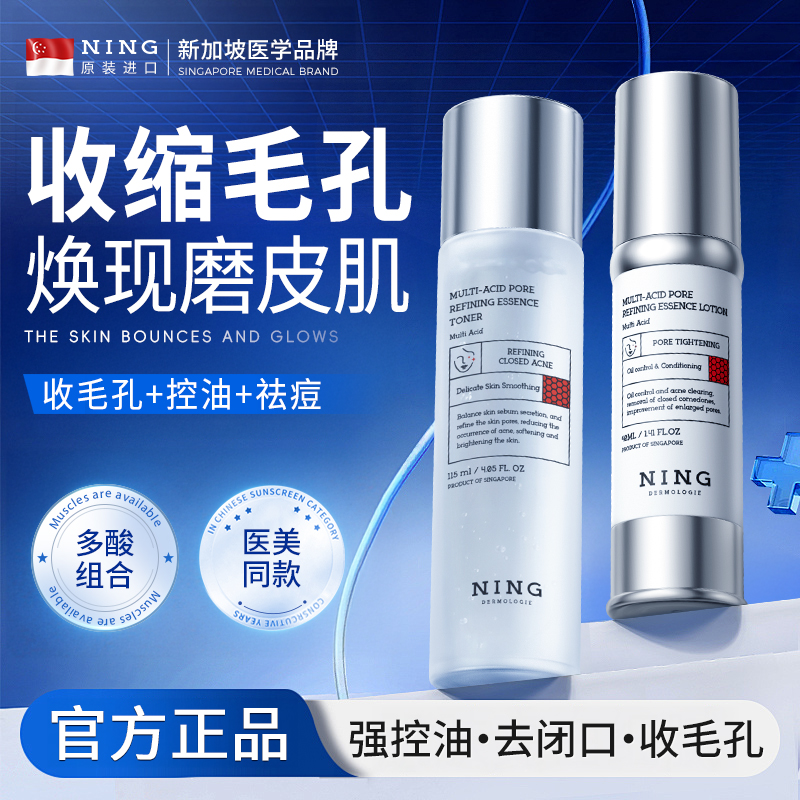 NING
原装进口
新加坡医学品牌
SINGAPORE MEDICAL BRAND
收缩毛孔
焕现磨皮肌
THE SKIN BOUNCES AND GLOWS
收毛孔+控油+祛痘
Muscles are available
多酸
组合
Muscles are available
IN CHINESE SUNSCREEN CATEGORY
医美
同款
CONSRCUTIVE YEARS
MULTI-ACID PORE
REFINING ESSENCE
TONER
Multi Acid
REFINING
CLOSED ACNE
Delicate Skin Smoothing
Balance skin sebum secretion, and
refine the skin pores, reducing the
occurrence of acne, softening and
brightening the skin.
115 ml / 4.05 FL. OZ
PRODUCT OF SINGAPORE
NING
DERMOLOGIE
MULTI-ACID PORE
REFINING ESSENCE LOTION
Multi Acid
PORE TIGHTENING
Oil control & Conditioning
Oil control and acne clearing,
removal of closed comedones,
improvement of enlarged pores.
40ML / 1.41 FL.OZ
PRODUCT OF SINGAPORE
NING
DERMOLOGIE
官方正品
强控油•去闭口•收毛孔